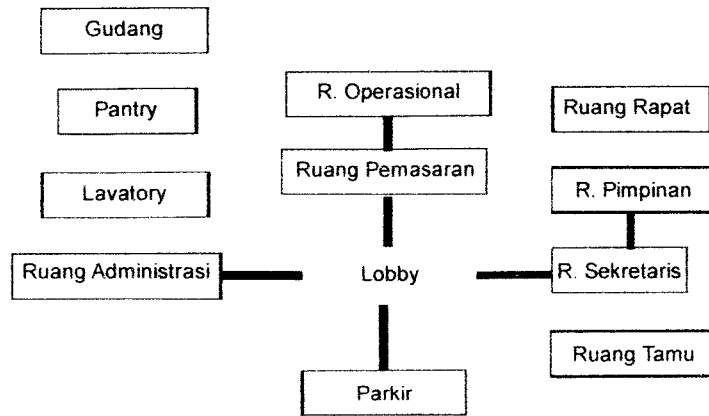 Gudang
Pantry
Lavatory
Ruang Administrasi
R. Operasional
Ruang Pemasaran
Lobby
Parkir
Ruang Rapat
R. Pimpinan
R. Sekretaris
Ruang Tamu